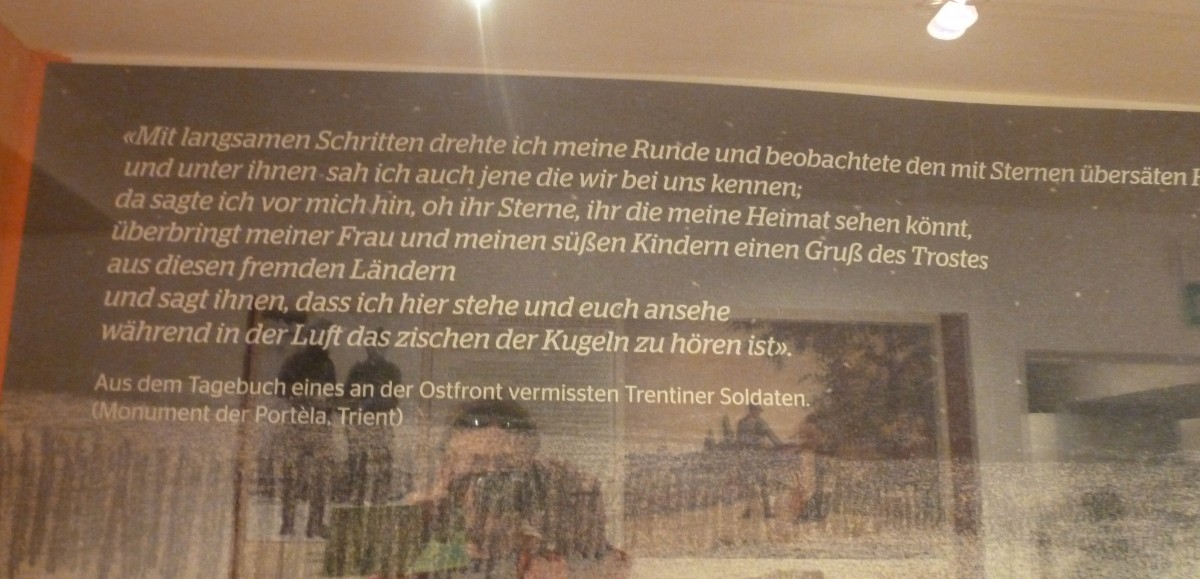 «Mit langsamen Schritten drehte ich meine Runde und beobachtete den mit Sternen übersäten
und unter ihnen sah ich auch jene die wir bei uns kennen;
da sagte ich vor mich hin, oh ihr Sterne, ihr die meine Heimat sehen könnt,
überbringt meiner Frau und meinen süßen Kindern einen Gruß des Trostes
aus diesen fremden Ländern
und sagt ihnen, dass ich hier stehe und euch ansehe
während in der Luft das zischen der Kugeln zu hören ist».
Aus dem Tagebuch eines an der Ostfront vermissten Trentiner Soldaten.
(Monument der Portèla, Trient)